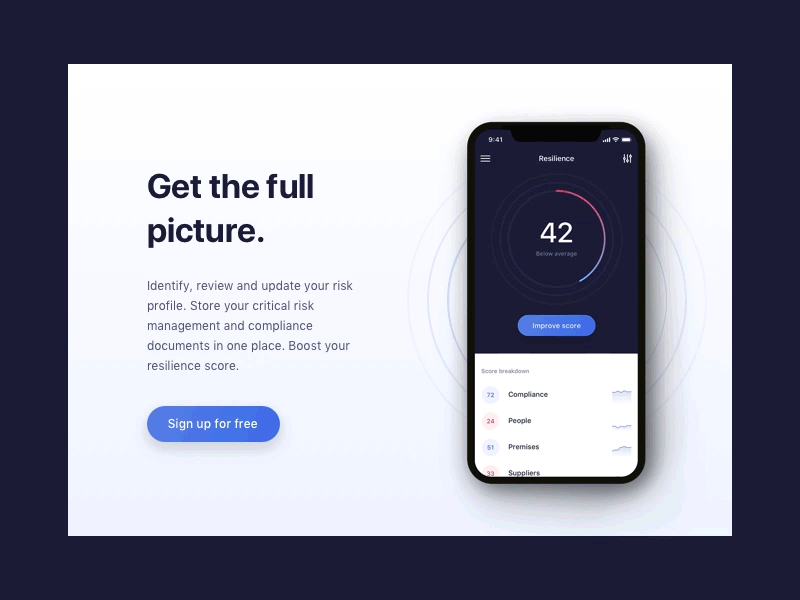 Get the full
picture.
Identify, review and update your risk
profile. Store your critical risk
management and compliance
documents in one place. Boost your
resilience score.
Sign up for free
9:41
Resilience
42
Below average
Improve score
Score breakdown
72 Compliance
24 People
51 Premises
33 Suppliers